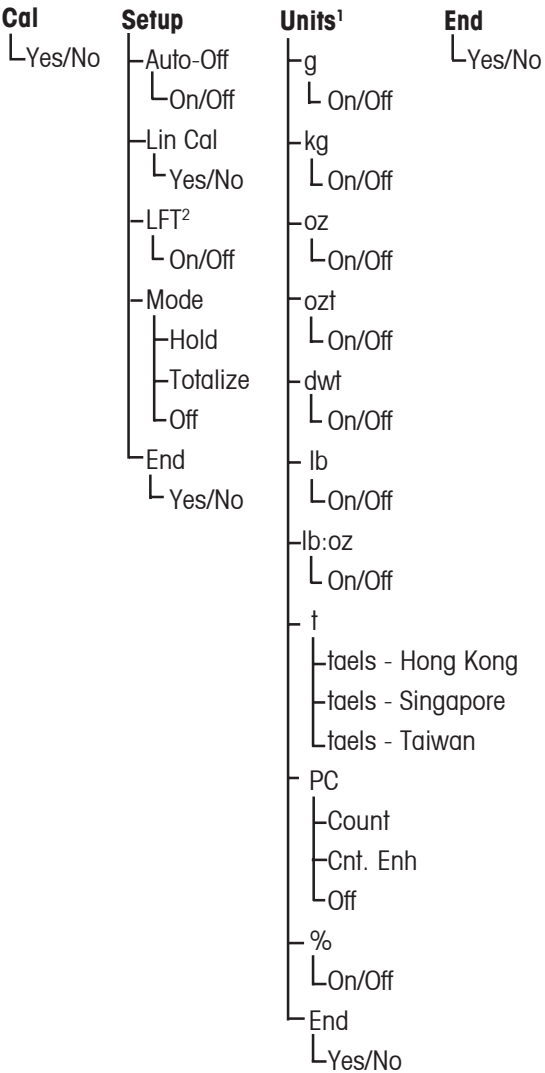 Cal
Yes/No
Setup
Auto-Off
On/Off
Lin Cal
Yes/No
LFT²
On/Off
Mode
Hold
Totalize
Off
End
Yes/No
Units¹
g
On/Off
kg
On/Off
oz
On/Off
ozt
On/Off
dwt
On/Off
lb
On/Off
lb:oz
On/Off
t
taels - Hong Kong
taels - Singapore
taels - Taiwan
PC
Count
Cnt. Enh
Off
%
On/Off
End
Yes/No
End
Yes/No